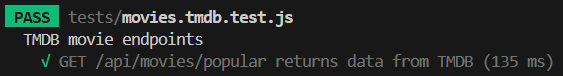 PASS tests/movies.tmdb.test.js
TMDB movie endpoints
√ GET /api/movies/popular returns data from TMDB (135 ms)